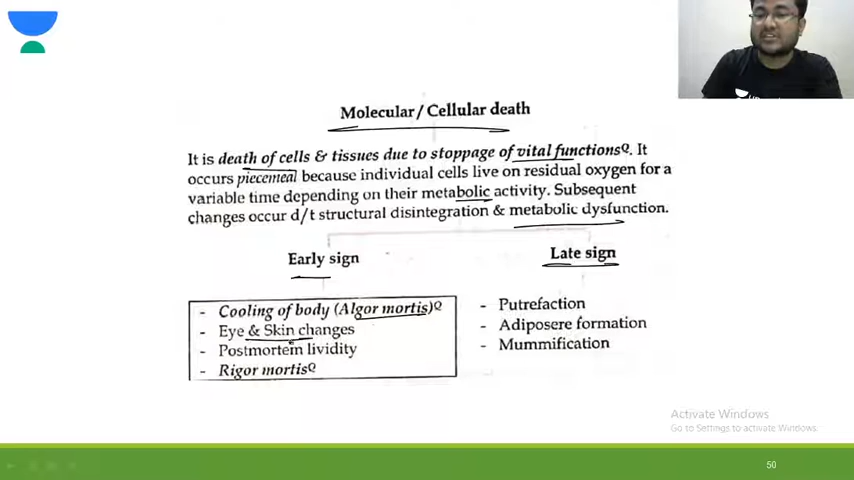 Molecular/Cellular death
It is death of cells & tissues due to stoppage of vital functionsQ. It
occurs piecemeal because individual cells live on residual oxygen for a
variable time depending on their metabolic activity. Subsequent
changes occur d/t structural disintegration & metabolic dysfunction.
Early sign
- Cooling of body (Algor mortis)Q
- Eye & Skin changes
- Postmortem lividity
- Rigor mortisQ
Late sign
- Putrefaction
- Adiposere formation
- Mummification
Activate Windows
Go to Settings to activate Windows.
50